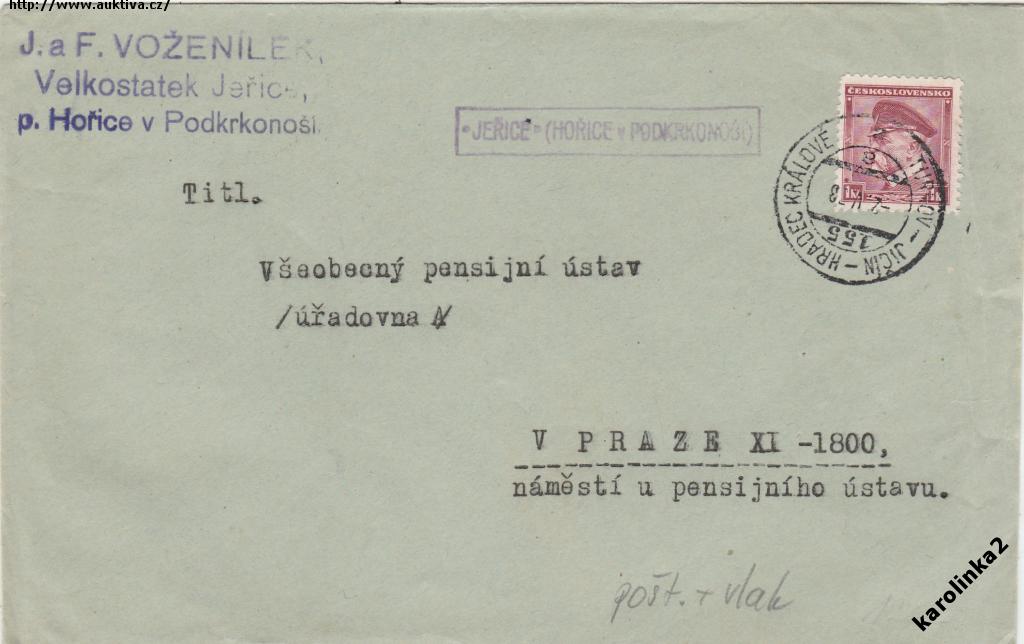 http://www.auktiva.cz/
J. a F. VOŽENÍLEK,
Velkostatek Jeřice,
p. Hořice v Podkrkonoší.
"JEŘICE" (HOŘICE v PODKRKONOŠÍ)
ČESKOSLOVENSKO
TURNOV – JIČÍN – HRADEC KRÁLOVÉ
155
Titl.
Všeobecný pensijní ústav
/úřadovna A/
V PRAZE XI -1800,
náměstí u pensijního ústavu.
pošt. + vlak
karolinka2